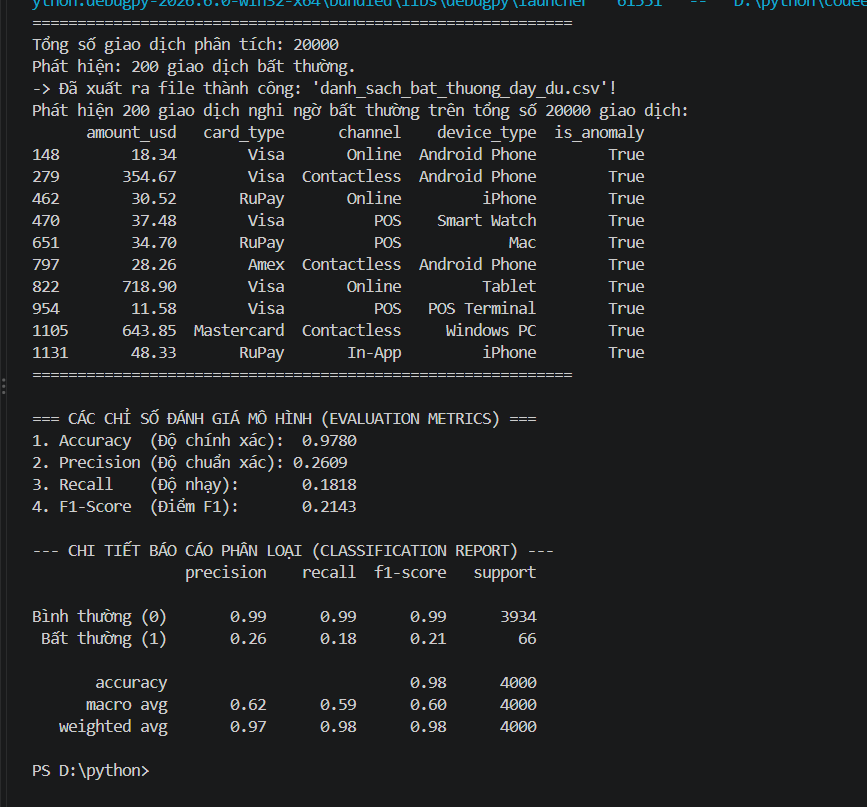 ython.debugpy-2026.6.0-win32-x64\bundled\libs\debugpy\launcher' '61551' '--' 'D:\python\codee
============================================================
Tổng số giao dịch phân tích: 20000
Phát hiện: 200 giao dịch bất thường.
-> Đã xuất ra file thành công: 'danh_sach_bat_thuong_day_du.csv'!
Phát hiện 200 giao dịch nghi ngờ bất thường trên tổng số 20000 giao dịch:
amount_usd card_type channel device_type is_anomaly
148 18.34 Visa Online Android Phone True
279 354.67 Visa Contactless Android Phone True
462 30.52 RuPay Online iPhone True
470 37.48 Visa POS Smart Watch True
651 34.70 RuPay POS Mac True
797 28.26 Amex Contactless Android Phone True
822 718.90 Visa Online Tablet True
954 11.58 Visa POS POS Terminal True
1105 643.85 Mastercard Contactless Windows PC True
1131 48.33 RuPay In-App iPhone True
============================================================
=== CÁC CHỈ SỐ ĐÁNH GIÁ MÔ HÌNH (EVALUATION METRICS) ===
1. Accuracy (Độ chính xác): 0.9780
2. Precision (Độ chuẩn xác): 0.2609
3. Recall (Độ nhạy): 0.1818
4. F1-Score (Điểm F1): 0.2143
--- CHI TIẾT BÁO CÁO PHÂN LOẠI (CLASSIFICATION REPORT) ---
precision recall f1-score support
Bình thường (0) 0.99 0.99 0.99 3934
Bất thường (1) 0.26 0.18 0.21 66
accuracy 0.98 4000
macro avg 0.62 0.59 0.60 4000
weighted avg 0.97 0.98 0.98 4000
PS D:\python>